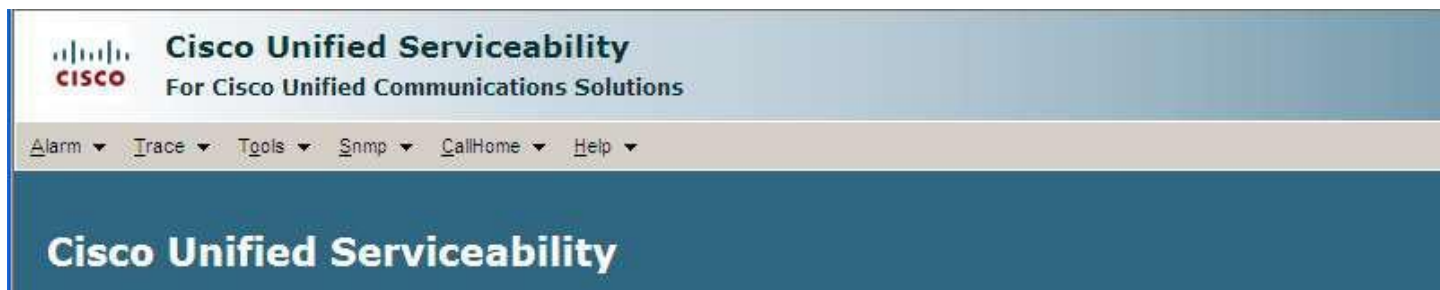 Cisco Unified Serviceability
CISCO
For Cisco Unified Communications Solutions
Alarm Trace Tools Snmp CallHome Help
Cisco Unified Serviceability